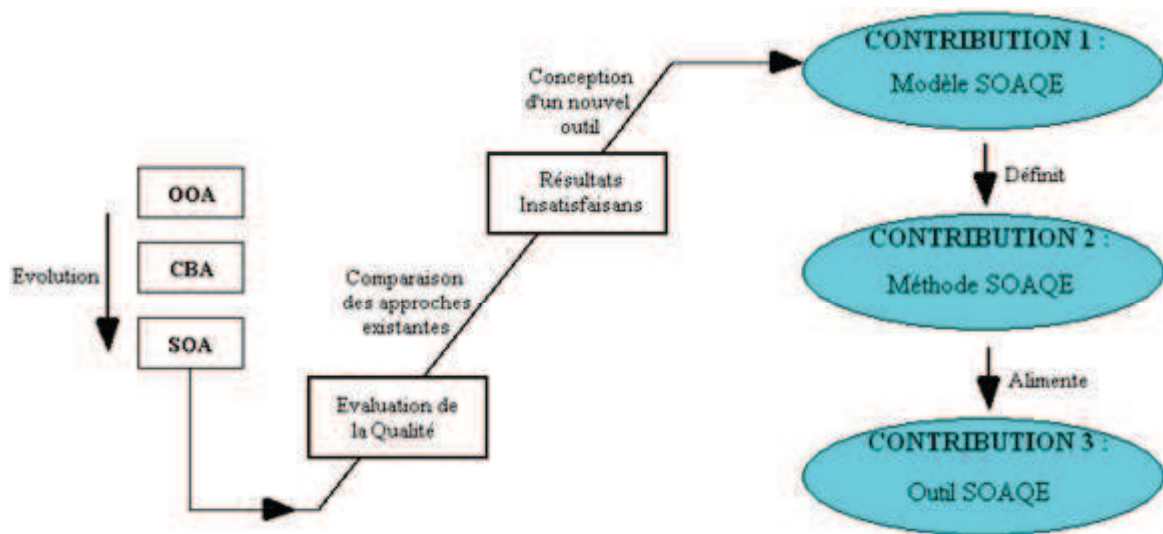 OOA
CBA
SOA
Evolution
Evaluation de
la Qualité
Comparaison
des approches
existantes
Résultats
Insatisfaisans
Conception
d'un nouvel
outil
CONTRIBUTION 1 :
Modèle SOAQE
Définit
CONTRIBUTION 2 :
Méthode SOAQE
Alimente
CONTRIBUTION 3 :
Outil SOAQE